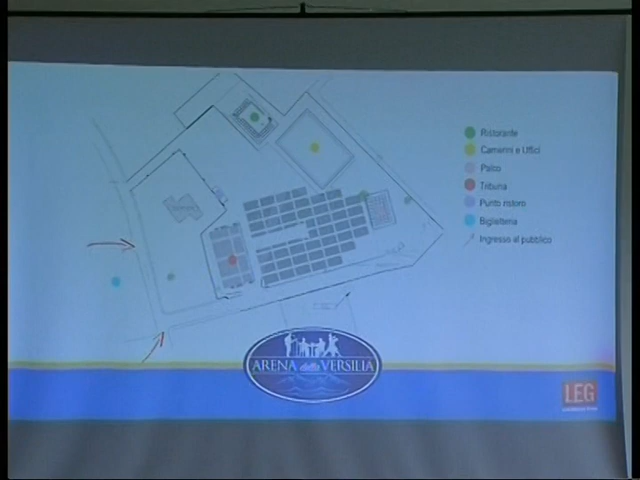 Ristorante
Camerini e Uffici
Palco
Tribuna
Punto ristoro
Biglietteria
Ingresso al pubblico
ARENA della VERSILIA
LEG